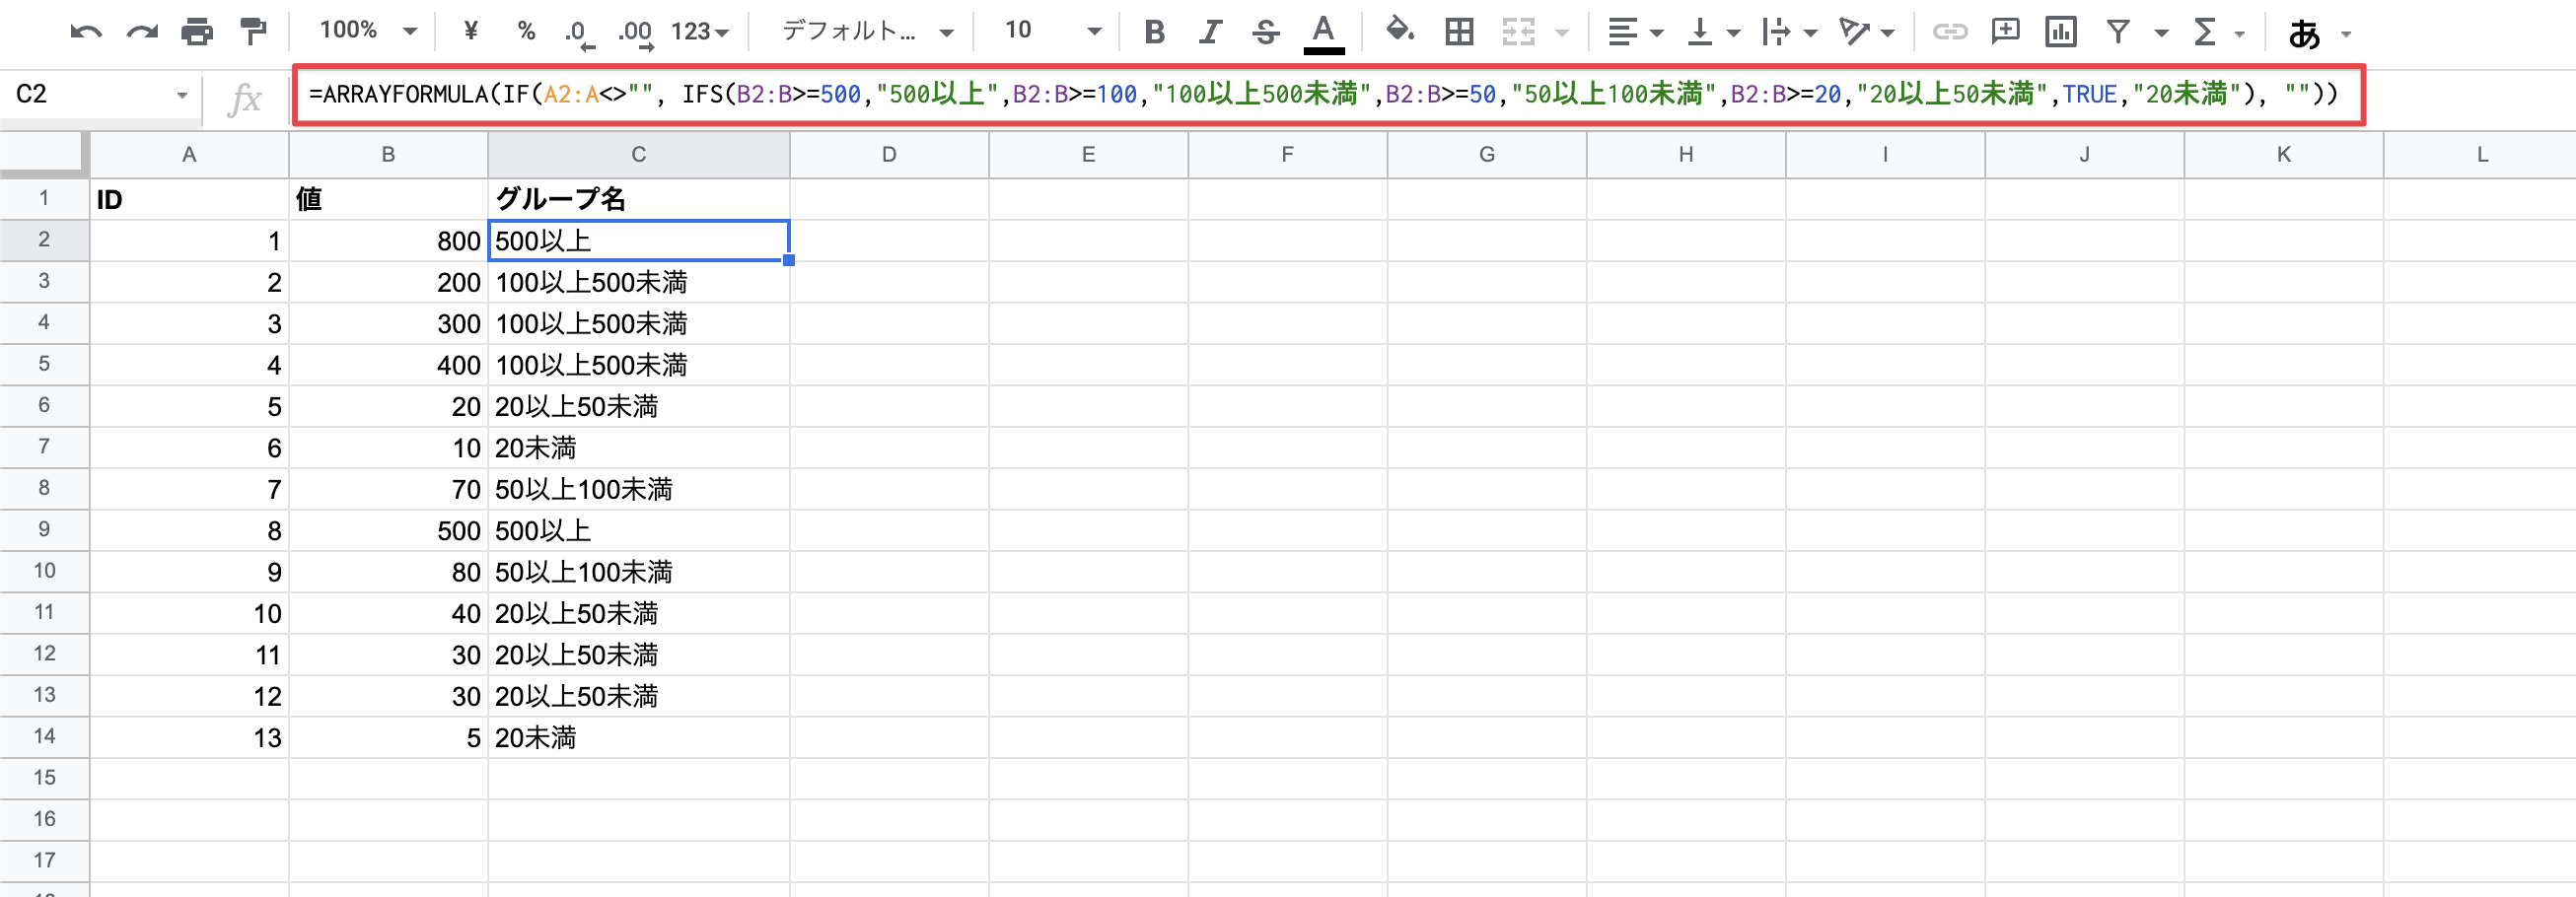 100% ¥ % .0 .00 123 デフォルト... 10 B I S A あ
C2 fx =ARRAYFORMULA(IF(A2:A<>"", IFS(B2:B>=500,"500以上",B2:B>=100,"100以上500未満",B2:B>=50,"50以上100未満",B2:B>=20,"20以上50未満",TRUE,"20未満"), ""))
A B C D E F G H I J K L
1 ID 値 グループ名
2 1 800 500以上
3 2 200 100以上500未満
4 3 300 100以上500未満
5 4 400 100以上500未満
6 5 20 20以上50未満
7 6 10 20未満
8 7 70 50以上100未満
9 8 500 500以上
10 9 80 50以上100未満
11 10 40 20以上50未満
12 11 30 20以上50未満
13 12 30 20以上50未満
14 13 5 20未満
15
16
17